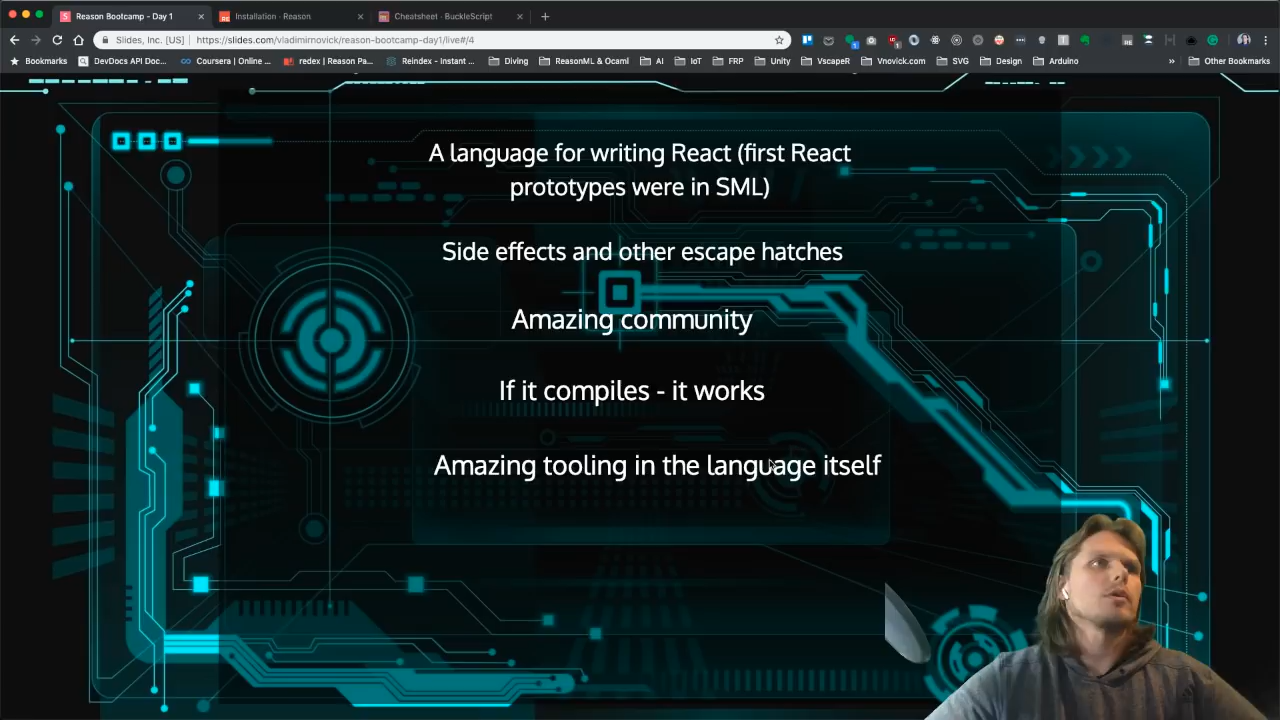 Reason Bootcamp - Day 1
Installation · Reason
Cheatsheet · BuckleScript
Slides, Inc. [US]
https://slides.com/vladimirnovick/reason-bootcamp-day1/live#/4
Bookmarks
DevDocs API Doc...
Coursera | Online ...
redex | Reason Pa...
Reindex - Instant ...
Diving
ReasonML & Ocaml
AI
IoT
FRP
Unity
VscapeR
Vnovick.com
SVG
Design
Arduino
»
Other Bookmarks
A language for writing React (first React
prototypes were in SML)
Side effects and other escape hatches
Amazing community
If it compiles - it works
Amazing tooling in the language itself